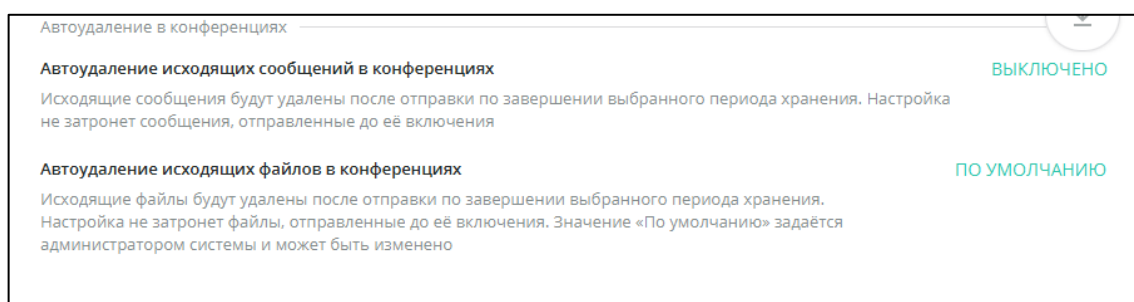 Автоудаление в конференциях
Автоудаление исходящих сообщений в конференциях
ВЫКЛЮЧЕНО
Исходящие сообщения будут удалены после отправки по завершении выбранного периода хранения. Настройка
не затронет сообщения, отправленные до её включения
Автоудаление исходящих файлов в конференциях
ПО УМОЛЧАНИЮ
Исходящие файлы будут удалены после отправки по завершении выбранного периода хранения.
Настройка не затронет файлы, отправленные до её включения. Значение «По умолчанию» задаётся
администратором системы и может быть изменено